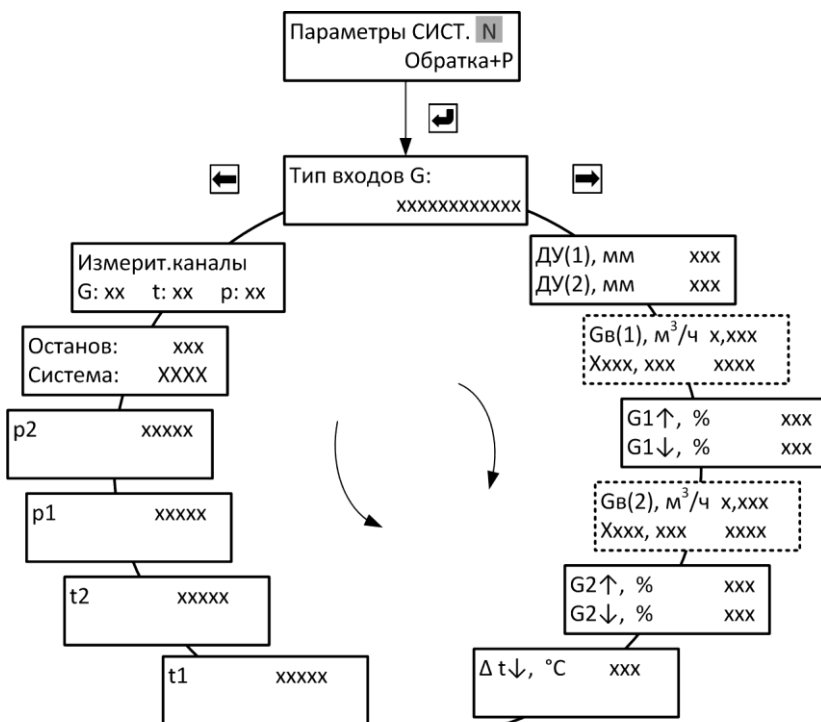 Параметры СИСТ. N
Обратка+Р
Тип входов G:
xxxxxxxxxxxx
Измерит.каналы
G: xx t: xx p: xx
Останов: xxx
Система: XXXX
p2 xxxxx
p1 xxxxx
t2 xxxxx
t1 xxxxx
ДУ(1), мм xxx
ДУ(2), мм xxx
Gв(1), м³/ч x,xxx
Xxxx, xxx xxxx
G1↑, % xxx
G1↓, % xxx
Gв(2), м³/ч x,xxx
Xxxx, xxx xxxx
G2↑, % xxx
G2↓, % xxx
Δ t↓, °C xxx